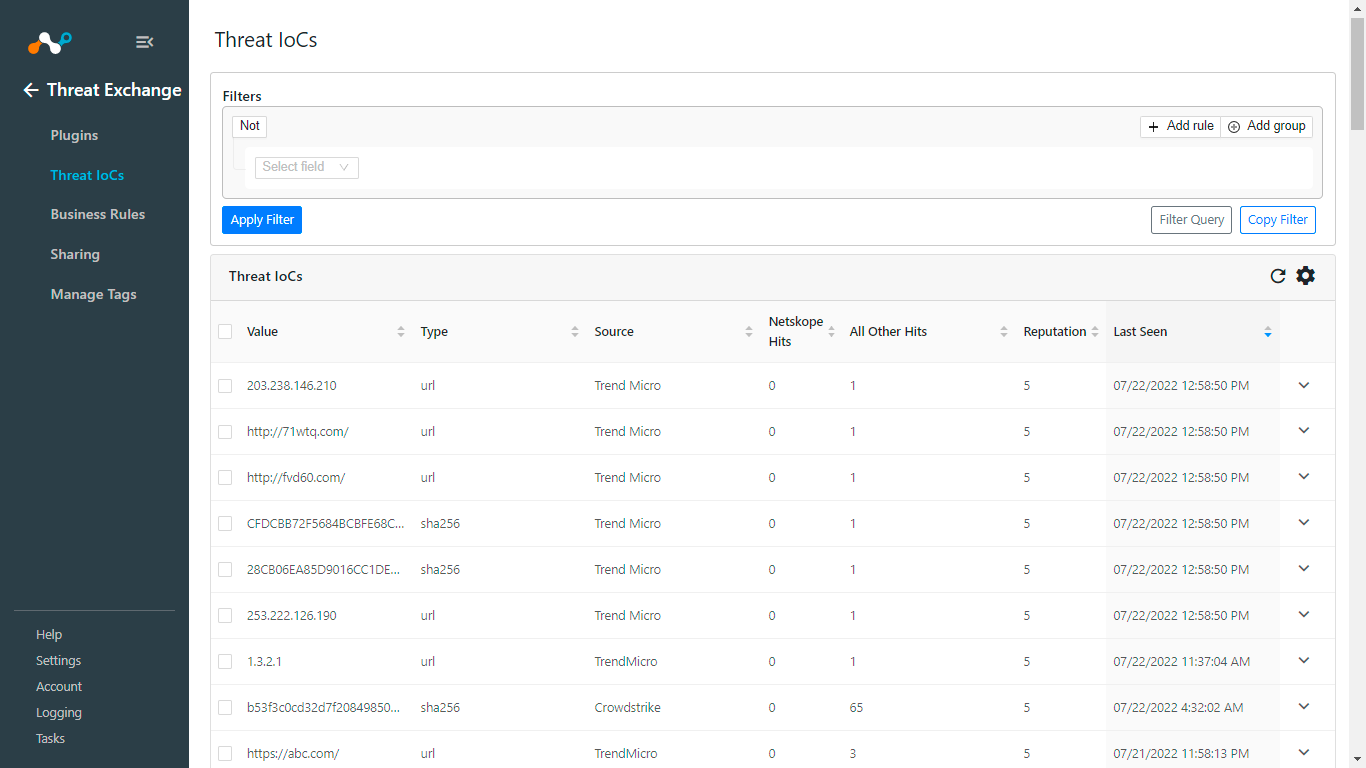 Threat Exchange
Plugins
Threat IoCs
Business Rules
Sharing
Manage Tags
Help
Settings
Account
Logging
Tasks
Threat IoCs
Filters
Not
Add rule
Add group
Select field
Apply Filter
Filter Query
Copy Filter
Threat IoCs
Value Type Source Netskope Hits All Other Hits Reputation Last Seen
203.238.146.210 url Trend Micro 0 1 5 07/22/2022 12:58:50 PM
http://71wtq.com/ url Trend Micro 0 1 5 07/22/2022 12:58:50 PM
http://fvd60.com/ url Trend Micro 0 1 5 07/22/2022 12:58:50 PM
CFDCBB72F5684BCBFE68C... sha256 Trend Micro 0 1 5 07/22/2022 12:58:50 PM
28CB06EA85D9016CC1DE... sha256 Trend Micro 0 1 5 07/22/2022 12:58:50 PM
253.222.126.190 url Trend Micro 0 1 5 07/22/2022 12:58:50 PM
1.3.2.1 url TrendMicro 0 1 5 07/22/2022 11:37:04 AM
b53f3c0cd32d7f20849850... sha256 Crowdstrike 0 65 5 07/22/2022 4:32:02 AM
https://abc.com/ url TrendMicro 0 3 5 07/21/2022 11:58:13 PM